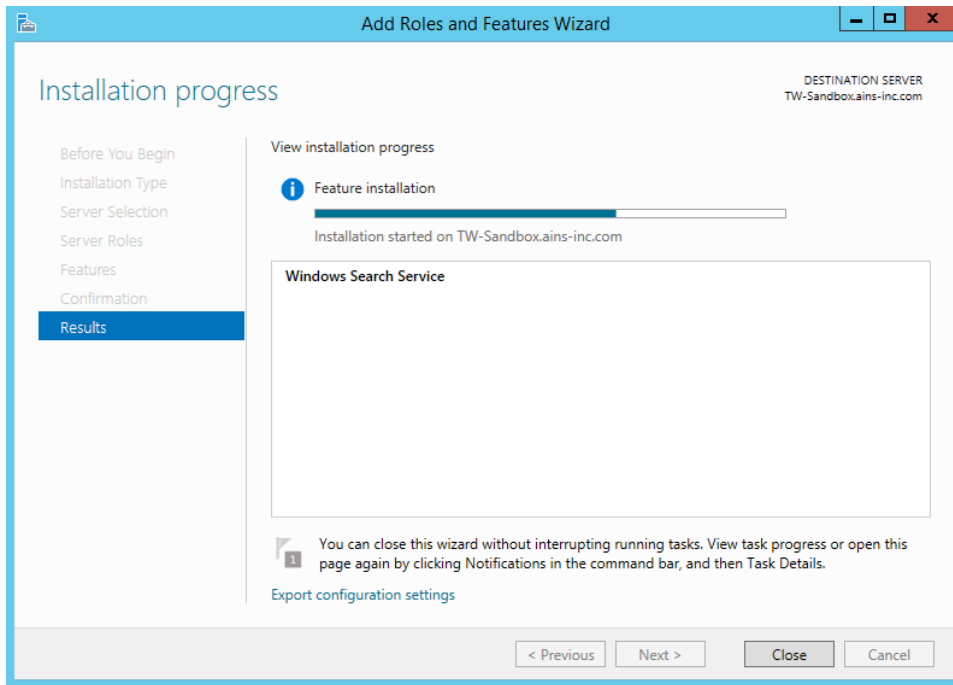 Add Roles and Features Wizard
Installation progress
DESTINATION SERVER
TW-Sandbox.ains-inc.com
Before You Begin
Installation Type
Server Selection
Server Roles
Features
Confirmation
Results
View installation progress
Feature installation
Installation started on TW-Sandbox.ains-inc.com
Windows Search Service
1
You can close this wizard without interrupting running tasks. View task progress or open this
page again by clicking Notifications in the command bar, and then Task Details.
Export configuration settings
< Previous
Next >
Close
Cancel